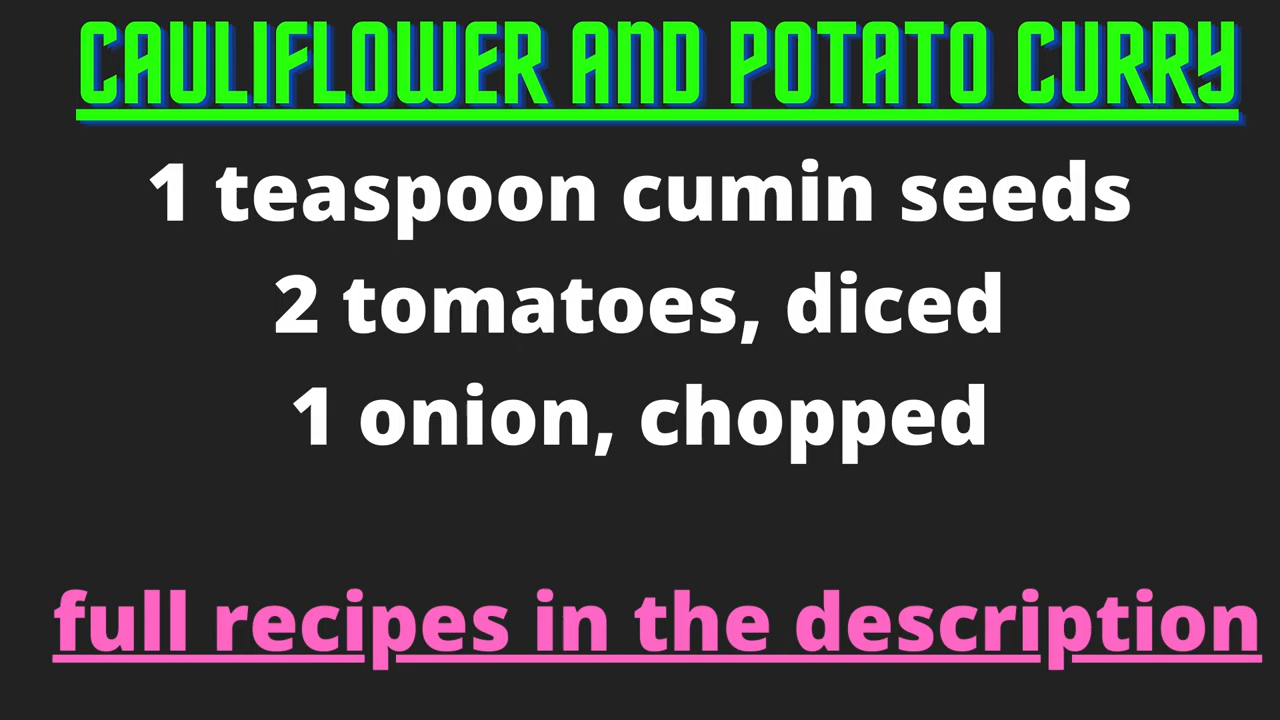 CAULIFLOWER AND POTATO CURRY
1 teaspoon cumin seeds
2 tomatoes, diced
1 onion, chopped
full recipes in the description